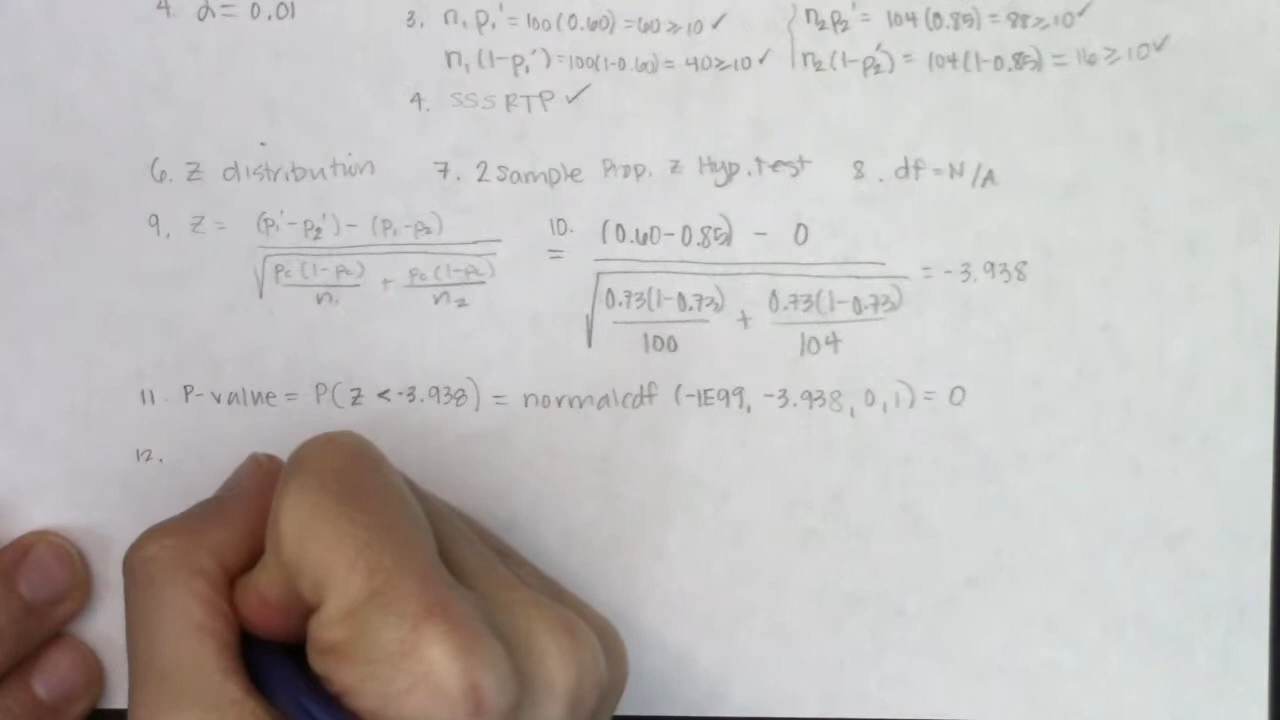 4. α = 0.01
3. n₁p₁' = 100(0.60) = 60 ≥ 10 ✓ n₂p₂' = 104(0.85) = 88 ≥ 10 ✓
n₁(1-p₁') = 100(1-0.60) = 40 ≥ 10 ✓ n₂(1-p₂') = 104(1-0.85) = 16 ≥ 10 ✓
4. SSSRTP ✓
6. Z distribution 7. 2 Sample Prop. Z Hyp. test 8. df = N/A
9. Z = (p₁'-p₂') - (p₁-p₂) / √(pc(1-pc)/n₁ + pc(1-pc)/n₂) 10. = (0.60-0.85) - 0 / √(0.73(1-0.73)/100 + 0.73(1-0.73)/104) = -3.938
11. P-value = P(Z < -3.938) = normalcdf (-1E99, -3.938, 0, 1) = 0
12.